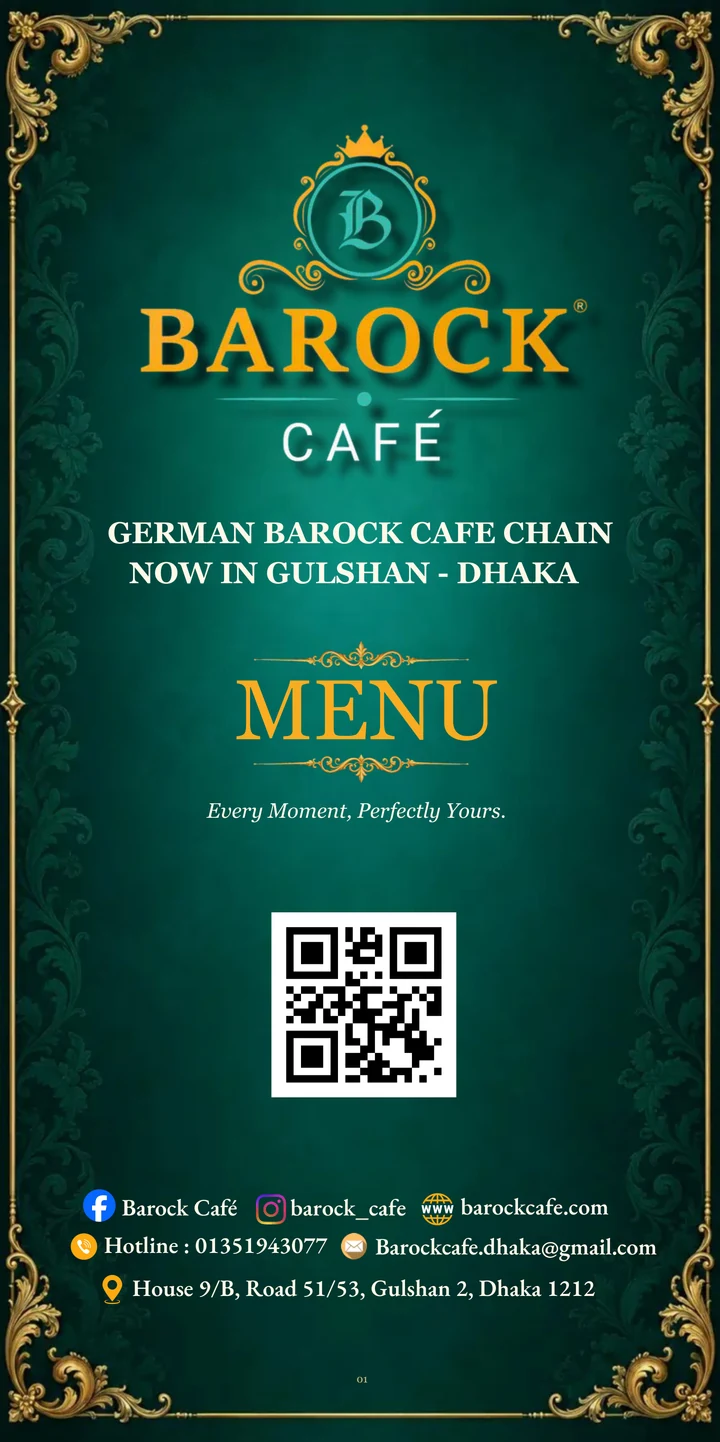 B
BAROCK®
CAFÉ
GERMAN BAROCK CAFE CHAIN
NOW IN GULSHAN - DHAKA
MENU
Every Moment, Perfectly Yours.
Barock Café barock_cafe barockcafe.com
Hotline : 01351943077 Barockcafe.dhaka@gmail.com
House 9/B, Road 51/53, Gulshan 2, Dhaka 1212
01